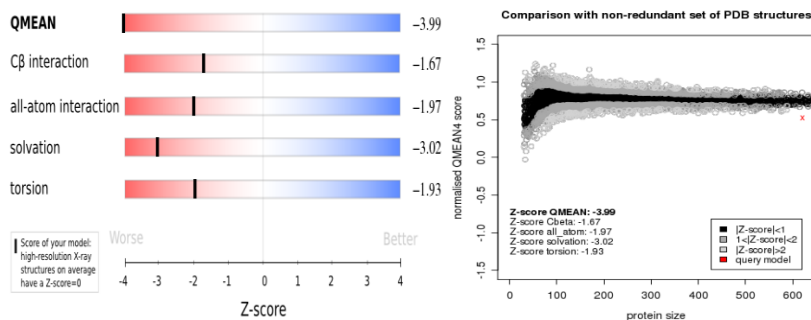 QMEAN
−3.99
Cβ interaction
−1.67
all-atom interaction
−1.97
solvation
−3.02
torsion
−1.93
Score of your model:
high-resolution X-ray
structures on average
have a Z-score=0
Worse
Better
-4 -3 -2 -1 0 1 2 3 4
Z-score
Comparison with non-redundant set of PDB structures
normalised QMEAN4 score
1.5
1.0
0.5
0.0
-0.5
-1.0
-1.5
x
Z-score QMEAN: -3.99
Z-score Cbeta: -1.67
Z-score all_atom: -1.97
Z-score solvation: -3.02
Z-score torsion: -1.93
|Z-score|<1
1<|Z-score|<2
|Z-score|>2
query model
0 100 200 300 400 500 600
protein size